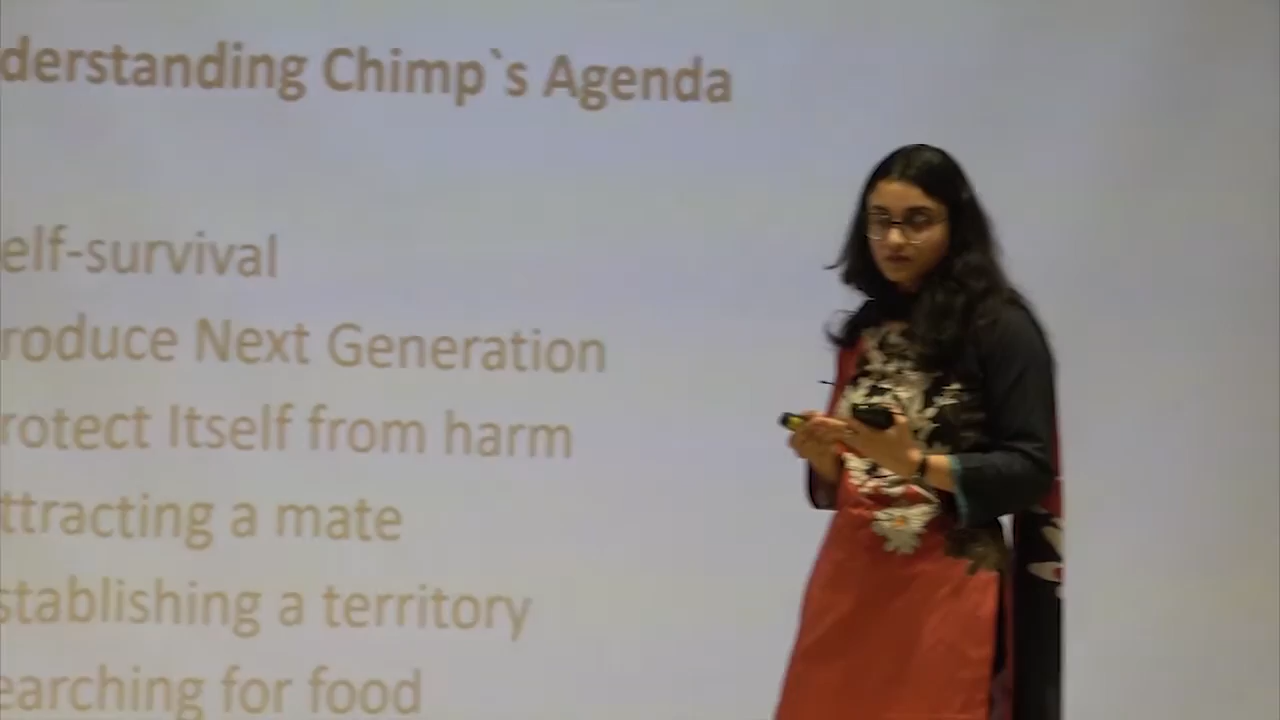 derstanding Chimp`s Agenda
elf-survival
roduce Next Generation
rotect Itself from harm
ttracting a mate
stablishing a territory
earching for food